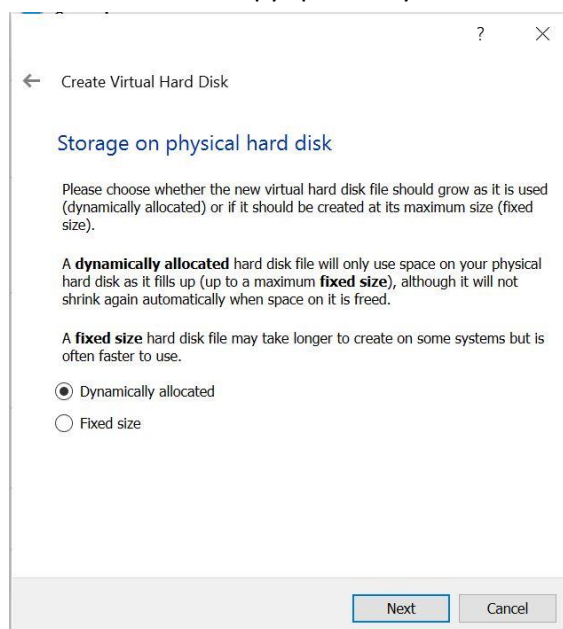 ?
Create Virtual Hard Disk
Storage on physical hard disk
Please choose whether the new virtual hard disk file should grow as it is used
(dynamically allocated) or if it should be created at its maximum size (fixed
size).
A dynamically allocated hard disk file will only use space on your physical
hard disk as it fills up (up to a maximum fixed size), although it will not
shrink again automatically when space on it is freed.
A fixed size hard disk file may take longer to create on some systems but is
often faster to use.
Dynamically allocated
Fixed size
Next Cancel